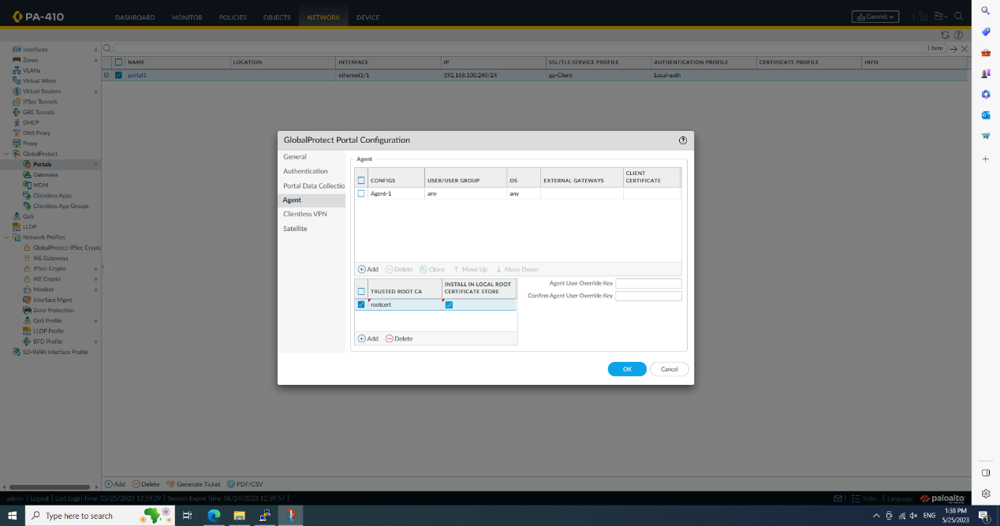 PA-410
DASHBOARD MONITOR POLICIES OBJECTS NETWORK DEVICE
Commit
1 item
Interfaces
Zones
VLANs
Virtual Wires
Virtual Routers
IPSec Tunnels
GRE Tunnels
DHCP
DNS Proxy
Proxy
GlobalProtect
Portals
Gateways
MDM
Clientless Apps
Clientless App Groups
QoS
LLDP
Network Profiles
GlobalProtect IPSec Crypto
IKE Gateways
IPSec Crypto
IKE Crypto
Monitor
Interface Mgmt
Zone Protection
QoS Profile
LLDP Profile
BFD Profile
SD-WAN Interface Profile
NAME LOCATION INTERFACE IP SSL/TLS SERVICE PROFILE AUTHENTICATION PROFILE CERTIFICATE PROFILE INFO
portal1 ethernet1/1 192.168.100.240/24 gp-Client Local-auth
GlobalProtect Portal Configuration
General
Authentication
Portal Data Collectio
Agent
Clientless VPN
Satellite
Agent
CONFIGS USER/USER GROUP OS EXTERNAL GATEWAYS CLIENT CERTIFICATE
Agent-1 any any
Add Delete Clone Move Up Move Down
TRUSTED ROOT CA INSTALL IN LOCAL ROOT CERTIFICATE STORE
rootcert
Add Delete
Agent User Override Key
Confirm Agent User Override Key
OK Cancel
Add Delete Generate Ticket PDF/CSV
admin | Logout | Last Login Time: 05/25/2023 12:59:29 | Session Expire Time: 06/24/2023 12:59:57 |
Tasks | Language paloalto
Type here to search
ENG
1:38 PM
5/25/2023
1